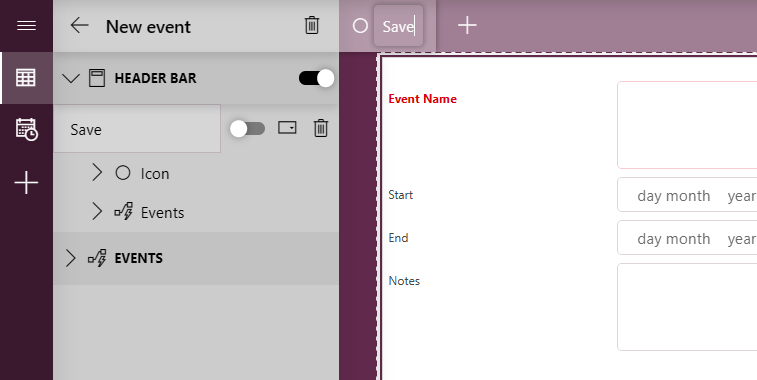 New event
Save
HEADER BAR
Save
Icon
Events
EVENTS
Event Name
Start
day month year
End
day month year
Notes